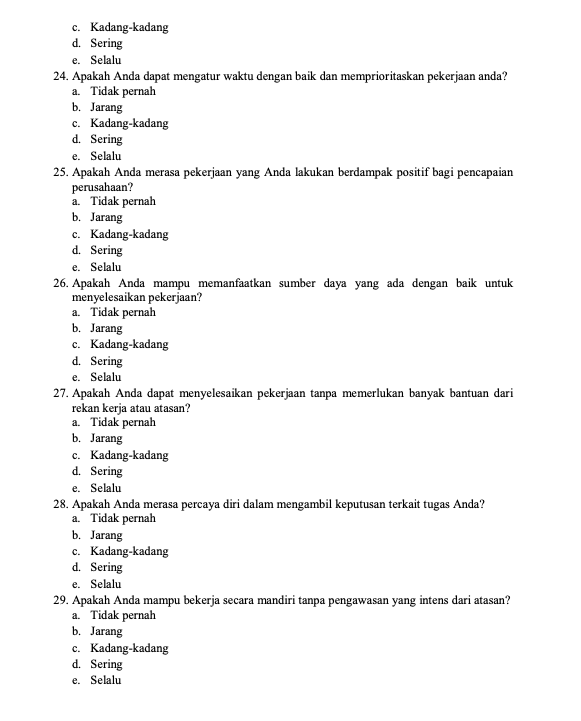 c. Kadang-kadang
d. Sering
e. Selalu
24. Apakah Anda dapat mengatur waktu dengan baik dan memprioritaskan pekerjaan anda?
a. Tidak pernah
b. Jarang
c. Kadang-kadang
d. Sering
e. Selalu
25. Apakah Anda merasa pekerjaan yang Anda lakukan berdampak positif bagi pencapaian
perusahaan?
a. Tidak pernah
b. Jarang
c. Kadang-kadang
d. Sering
e. Selalu
26. Apakah Anda mampu memanfaatkan sumber daya yang ada dengan baik untuk
menyelesaikan pekerjaan?
a. Tidak pernah
b. Jarang
c. Kadang-kadang
d. Sering
e. Selalu
27. Apakah Anda dapat menyelesaikan pekerjaan tanpa memerlukan banyak bantuan dari
rekan kerja atau atasan?
a. Tidak pernah
b. Jarang
c. Kadang-kadang
d. Sering
e. Selalu
28. Apakah Anda merasa percaya diri dalam mengambil keputusan terkait tugas Anda?
a. Tidak pernah
b. Jarang
c. Kadang-kadang
d. Sering
e. Selalu
29. Apakah Anda mampu bekerja secara mandiri tanpa pengawasan yang intens dari atasan?
a. Tidak pernah
b. Jarang
c. Kadang-kadang
d. Sering
e. Selalu